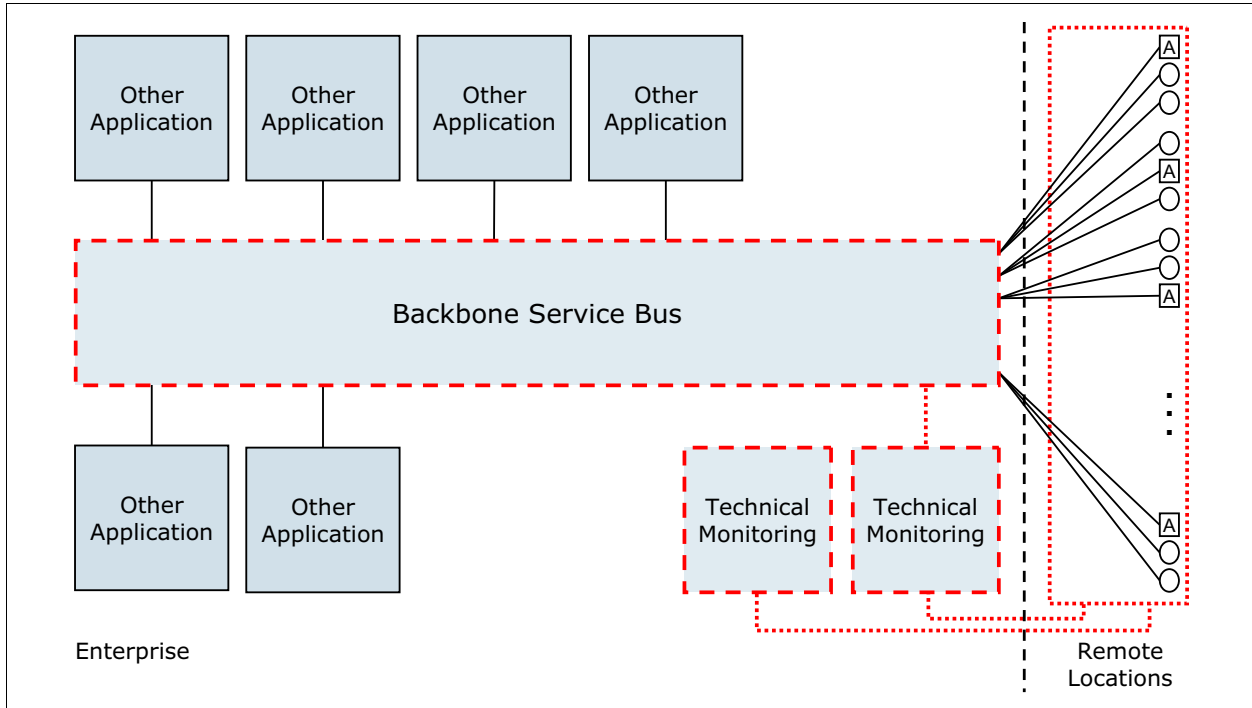 Other
Application
Other
Application
Other
Application
Other
Application
A
A
A
Backbone Service Bus
Other
Application
Other
Application
Technical
Monitoring
Technical
Monitoring
A
Enterprise
Remote
Locations